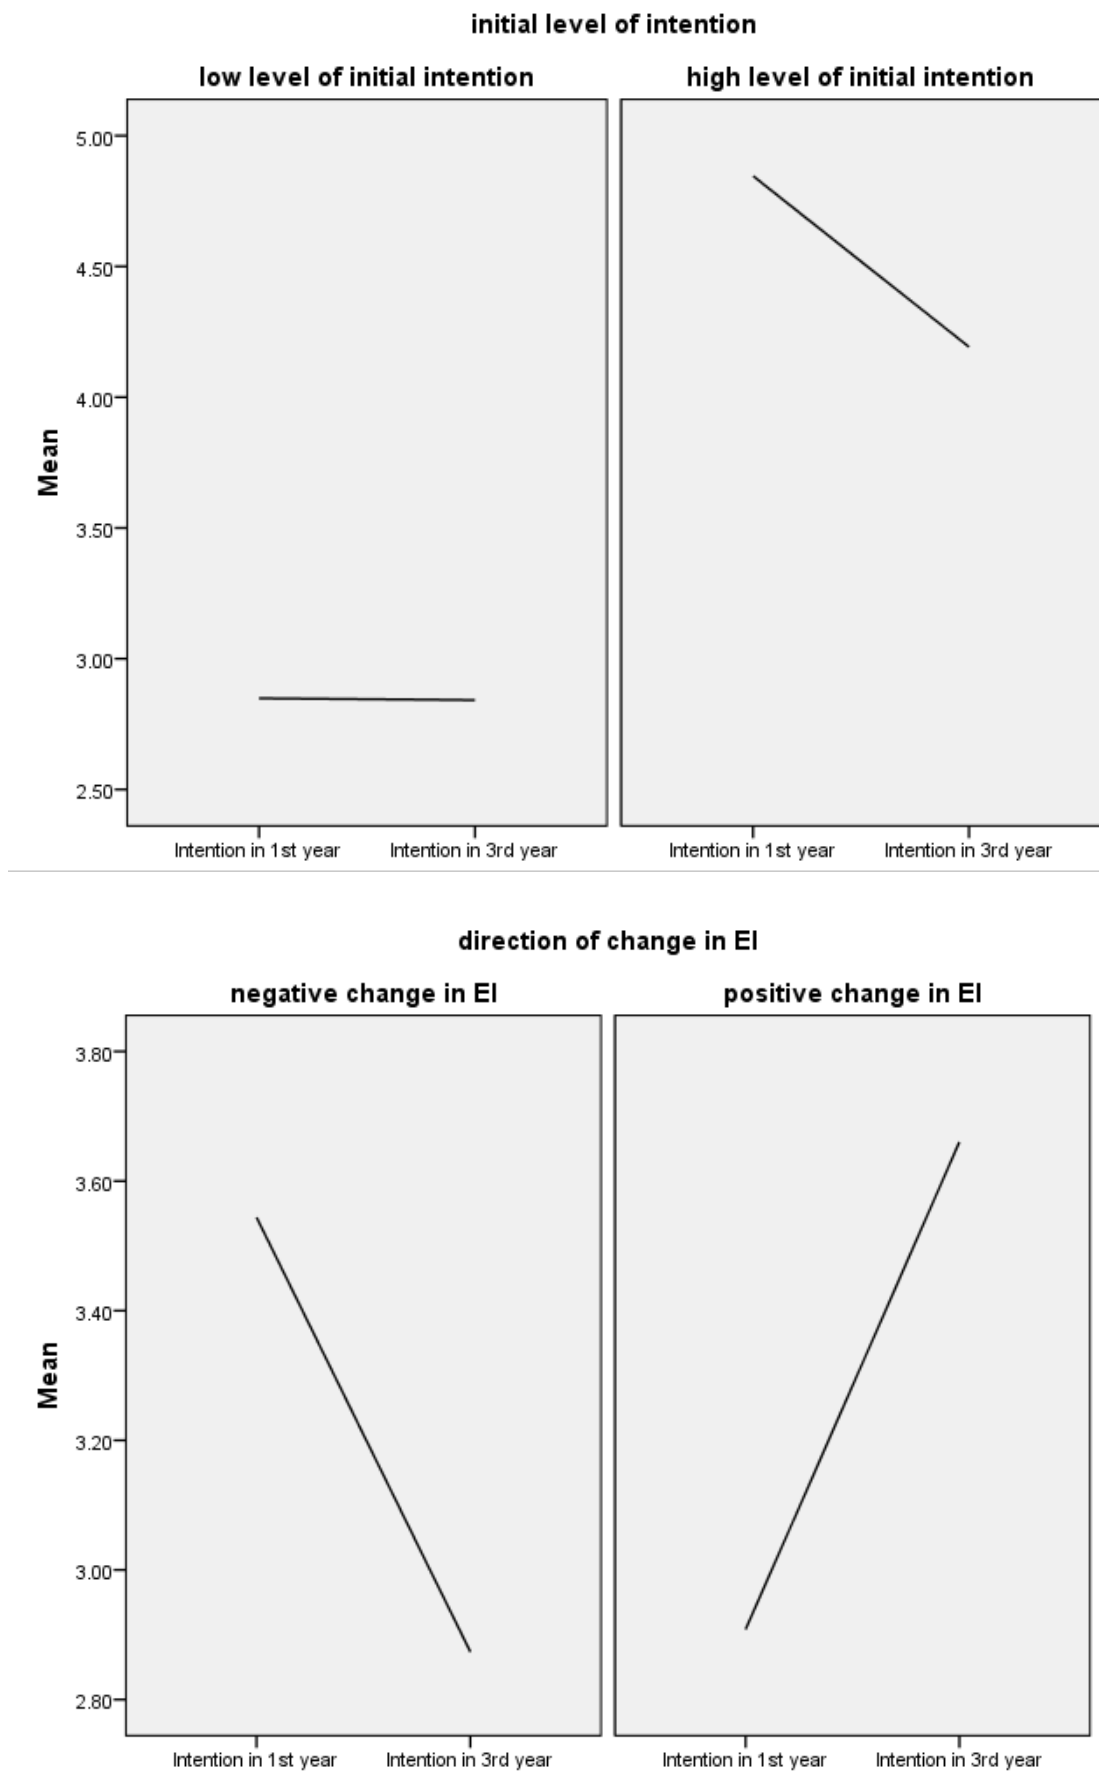 initial level of intention
low level of initial intention
high level of initial intention
5.00
4.50
4.00
3.50
3.00
2.50
Mean
Intention in 1st year
Intention in 3rd year
Intention in 1st year
Intention in 3rd year
direction of change in EI
negative change in EI
positive change in EI
3.80
3.60
3.40
3.20
3.00
2.80
Mean
Intention in 1st year
Intention in 3rd year
Intention in 1st year
Intention in 3rd year